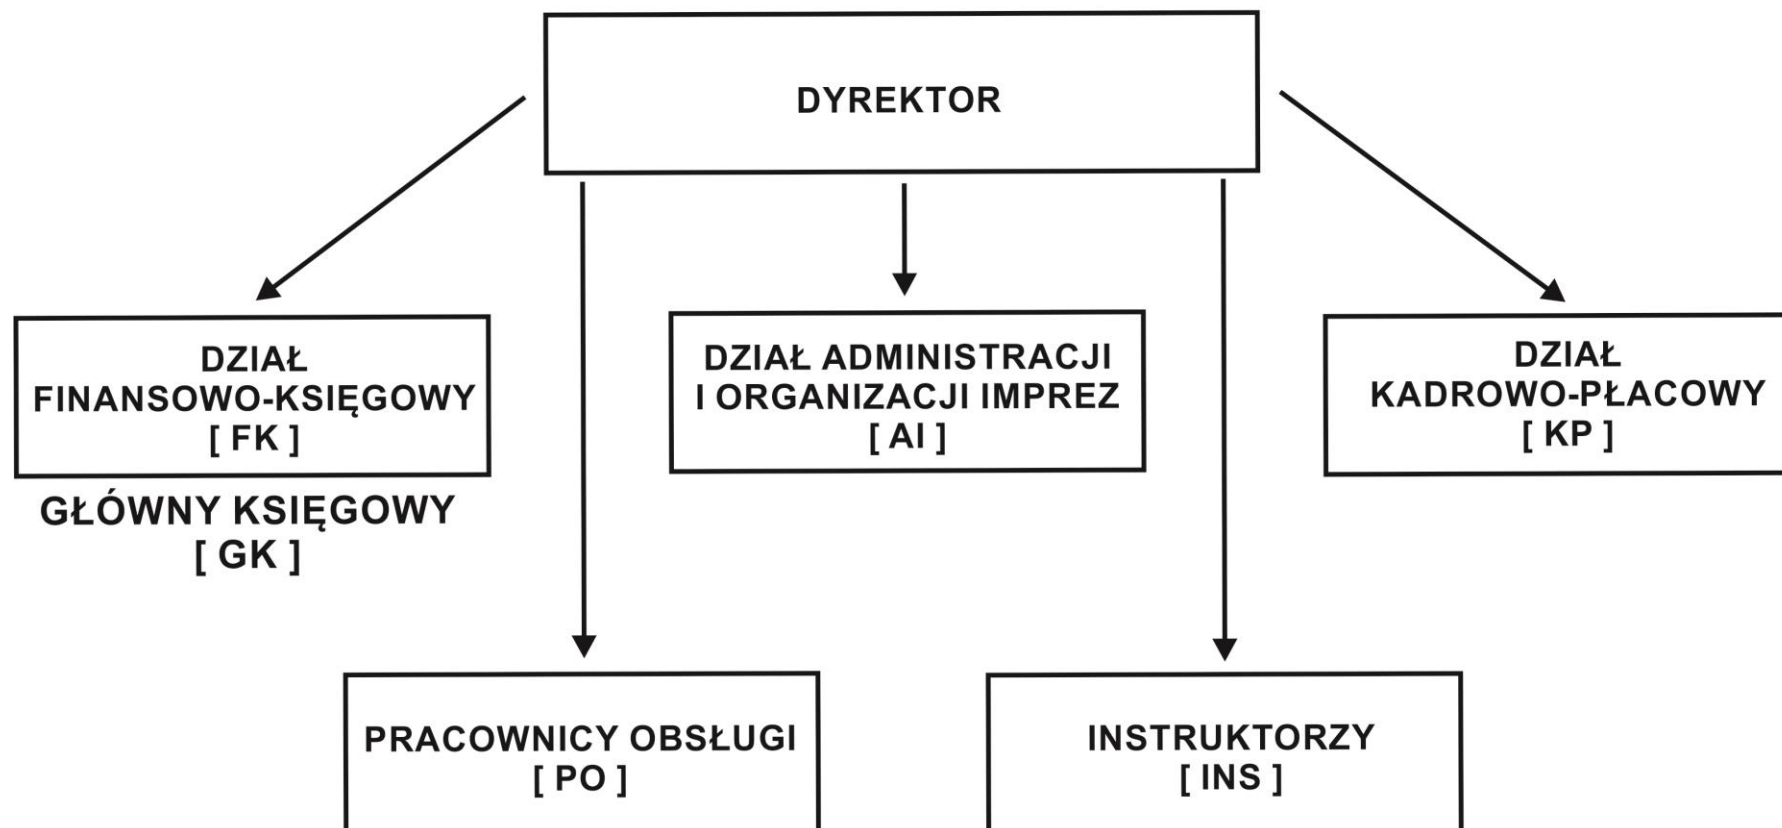 DYREKTOR
DZIAŁ
FINANSOWO-KSIĘGOWY
[ FK ]
GŁÓWNY KSIĘGOWY
[ GK ]
DZIAŁ ADMINISTRACJI
I ORGANIZACJI IMPREZ
[ AI ]
DZIAŁ
KADROWO-PŁACOWY
[ KP ]
PRACOWNICY OBSŁUGI
[ PO ]
INSTRUKTORZY
[ INS ]